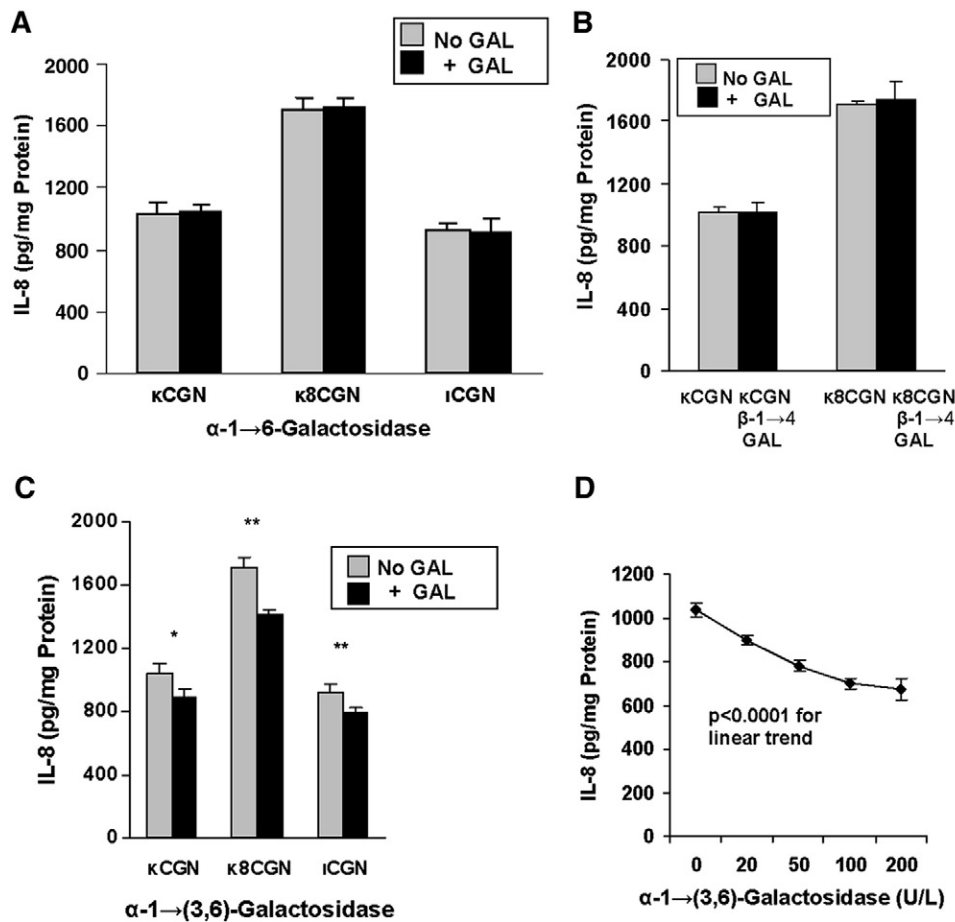 A
No GAL
+ GAL
2000
1600
1200
800
400
0
IL-8 (pg/mg Protein)
κCGN κ8CGN ιCGN
α-1→6-Galactosidase
B
No GAL
+ GAL
2000
1600
1200
800
400
0
IL-8 (pg/mg Protein)
κCGN κCGN κ8CGN κ8CGN
β-1→4 β-1→4
GAL GAL
C
2000
1600
1200
800
400
0
IL-8 (pg/mg Protein)
*
**
**
No GAL
+ GAL
κCGN κ8CGN ιCGN
α-1→(3,6)-Galactosidase
D
1200
1000
800
600
400
200
0
IL-8 (pg/mg Protein)
p<0.0001 for
linear trend
0 20 50 100 200
α-1→(3,6)-Galactosidase (U/L)